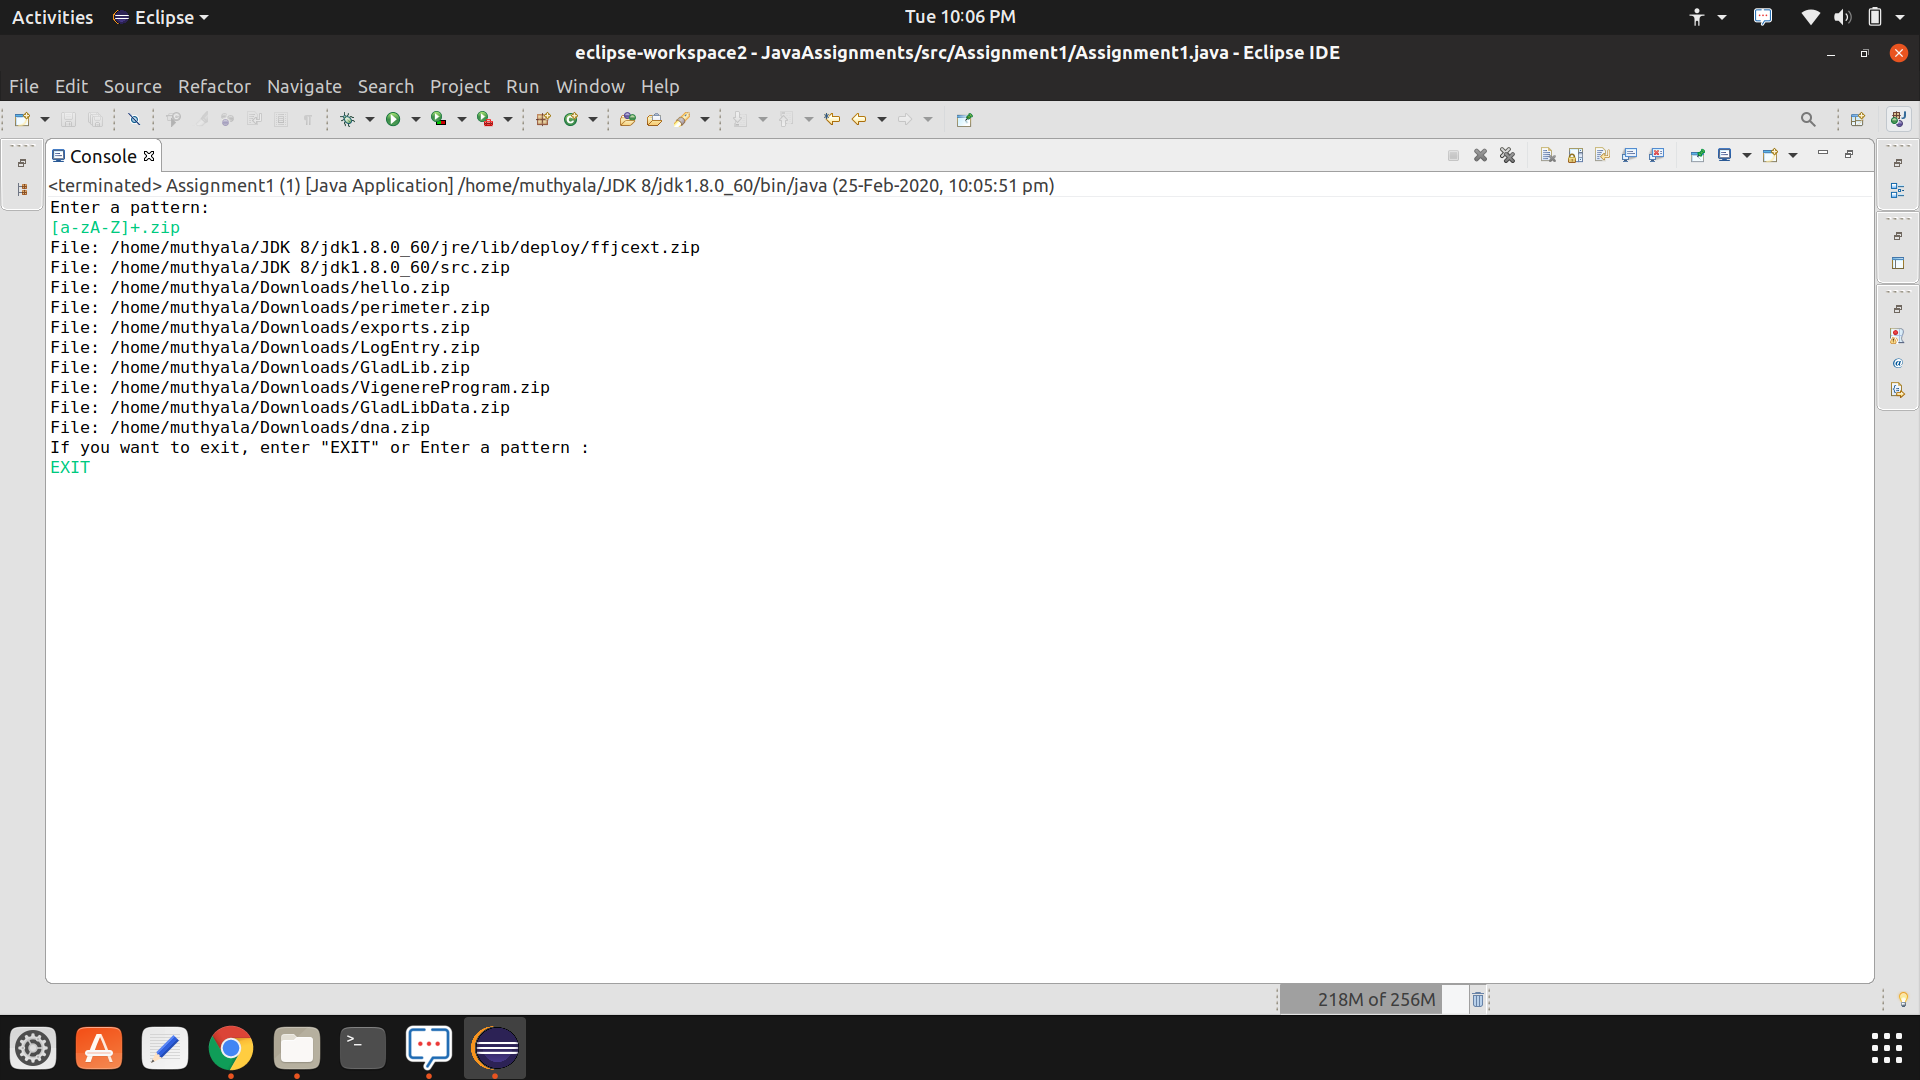 Activities Eclipse Tue 10:06 PM
eclipse-workspace2 - JavaAssignments/src/Assignment1/Assignment1.java - Eclipse IDE
File Edit Source Refactor Navigate Search Project Run Window Help
Console
<terminated> Assignment1 (1) [Java Application] /home/muthyala/JDK 8/jdk1.8.0_60/bin/java (25-Feb-2020, 10:05:51 pm)
Enter a pattern:
[a-zA-Z]+.zip
File: /home/muthyala/JDK 8/jdk1.8.0_60/jre/lib/deploy/ffjcext.zip
File: /home/muthyala/JDK 8/jdk1.8.0_60/src.zip
File: /home/muthyala/Downloads/hello.zip
File: /home/muthyala/Downloads/perimeter.zip
File: /home/muthyala/Downloads/exports.zip
File: /home/muthyala/Downloads/LogEntry.zip
File: /home/muthyala/Downloads/GladLib.zip
File: /home/muthyala/Downloads/VigenereProgram.zip
File: /home/muthyala/Downloads/GladLibData.zip
File: /home/muthyala/Downloads/dna.zip
If you want to exit, enter "EXIT" or Enter a pattern :
EXIT
218M of 256M